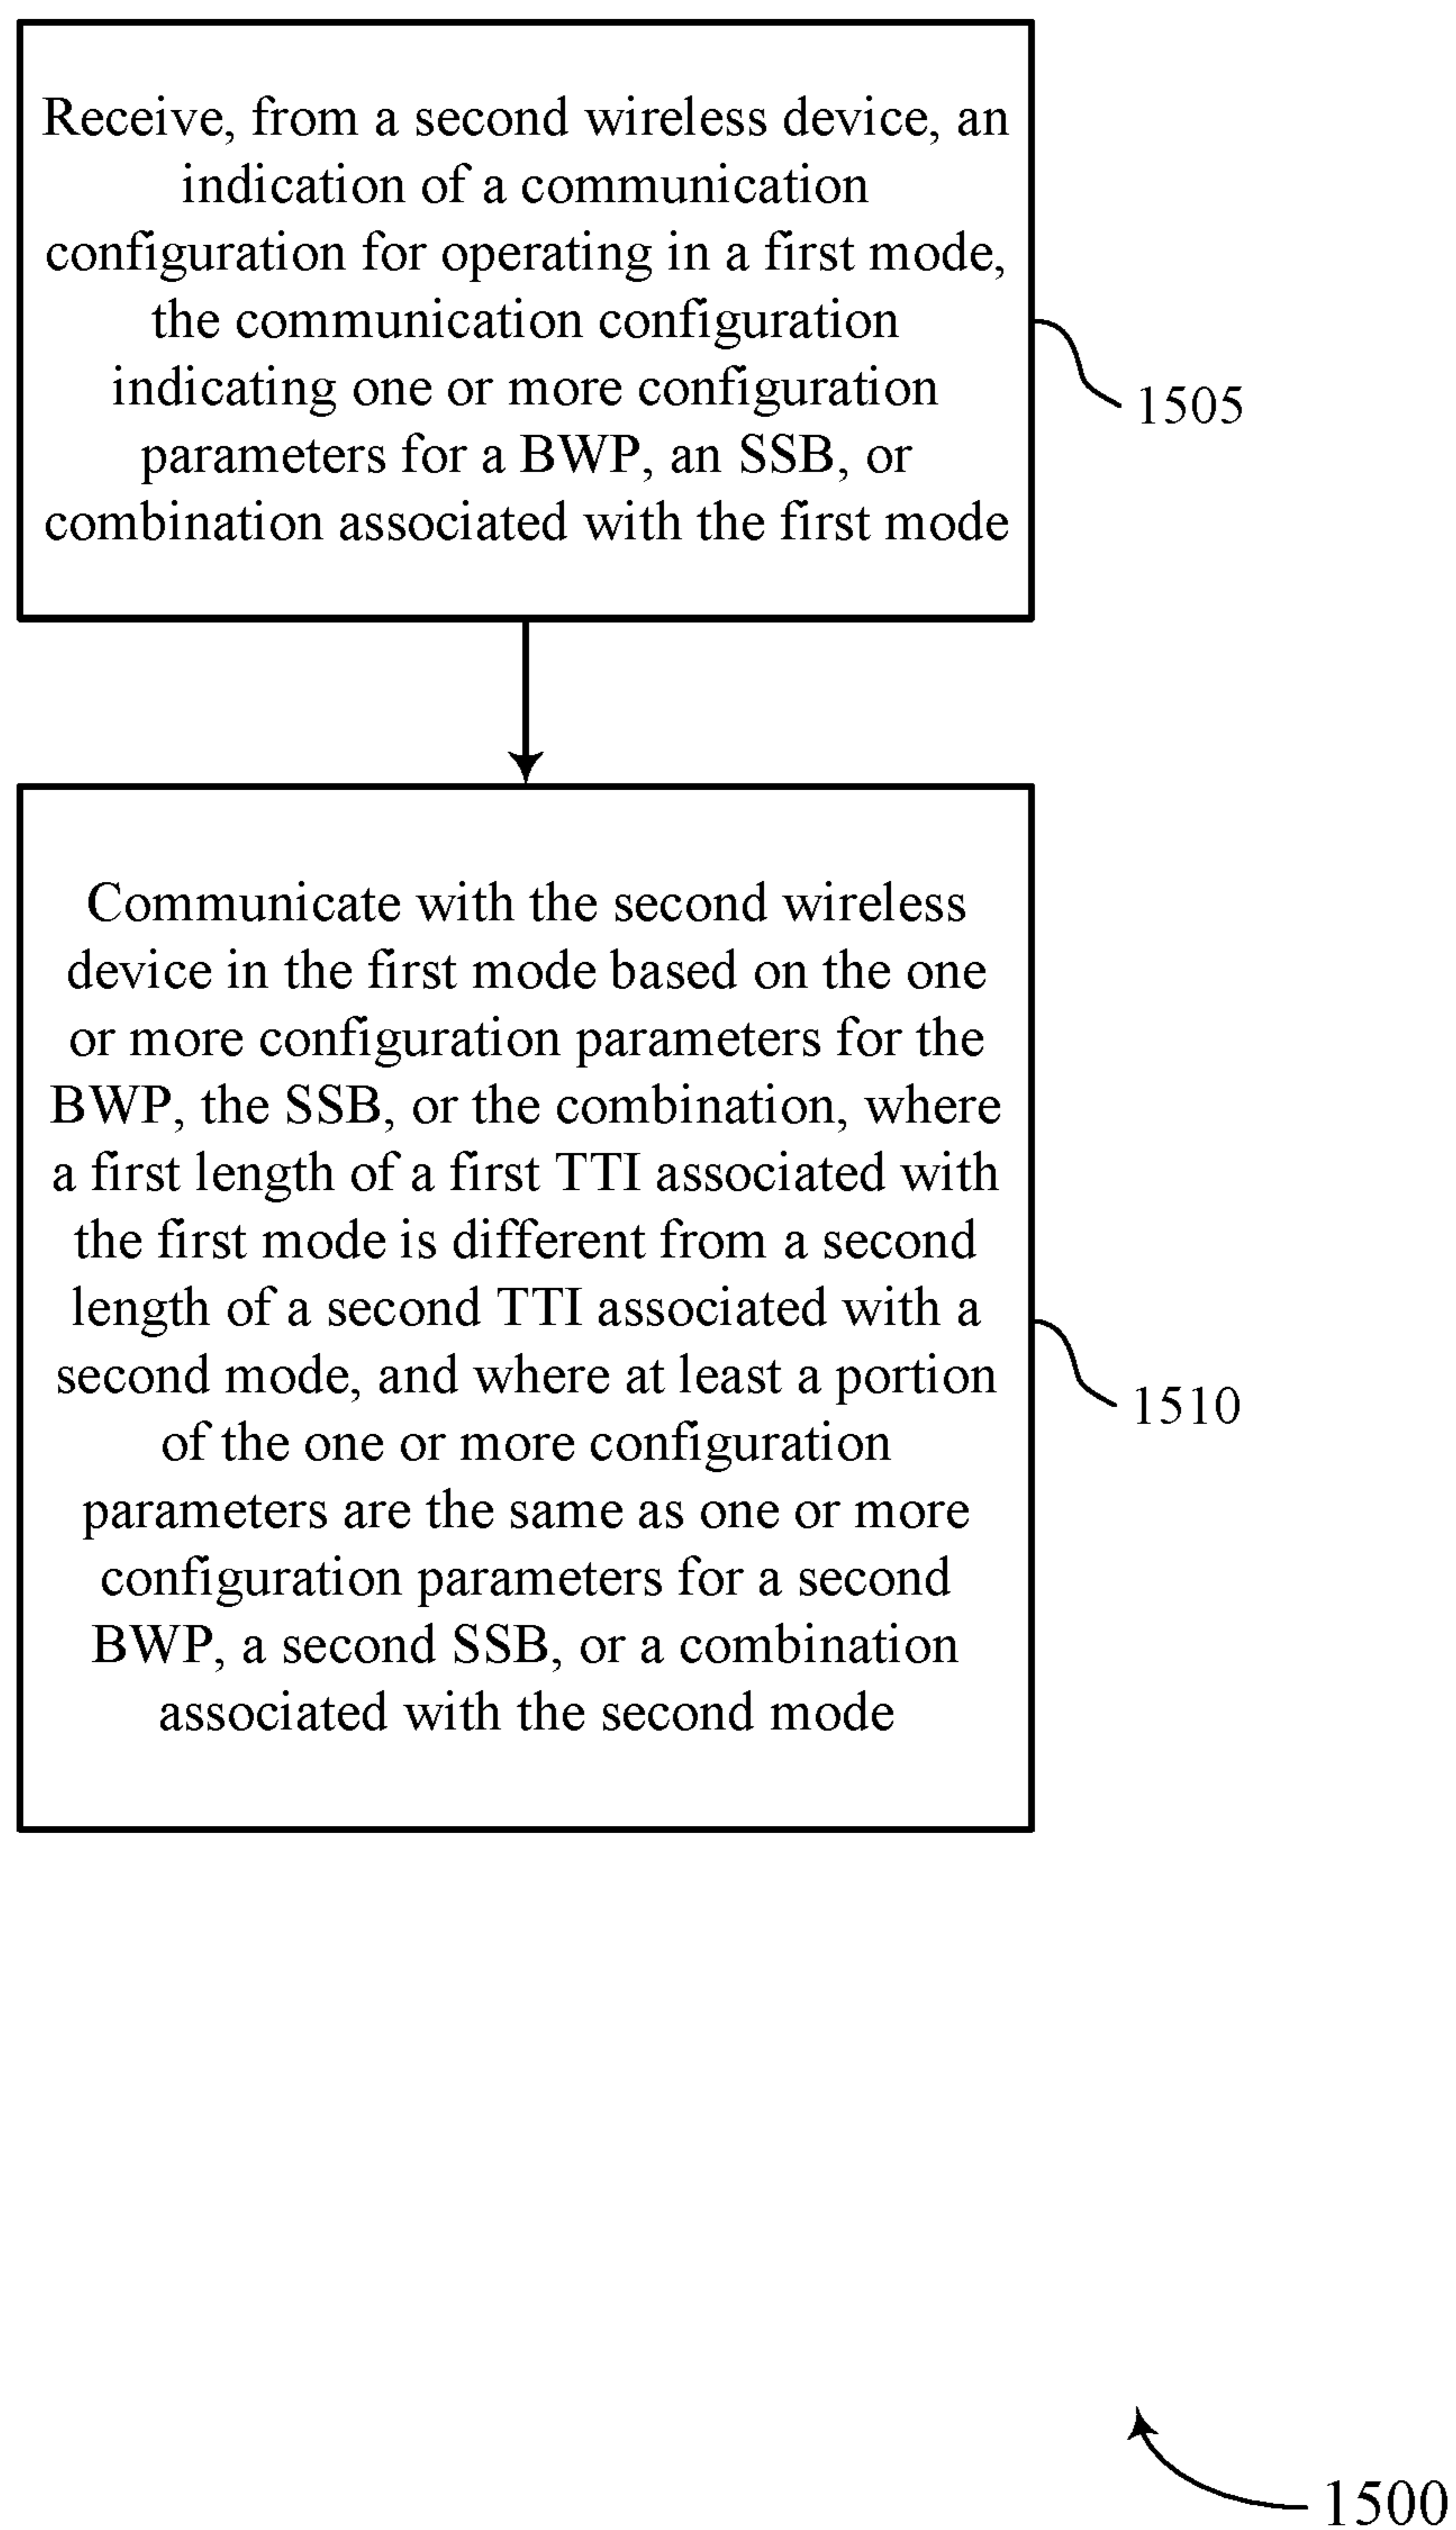 Receive, from a second wireless device, an
indication of a communication
configuration for operating in a first mode,
the communication configuration
indicating one or more configuration
parameters for a BWP, an SSB, or
combination associated with the first mode
1505
Communicate with the second wireless
device in the first mode based on the one
or more configuration parameters for the
BWP, the SSB, or the combination, where
a first length of a first TTI associated with
the first mode is different from a second
length of a second TTI associated with a
second mode, and where at least a portion
of the one or more configuration
parameters are the same as one or more
configuration parameters for a second
BWP, a second SSB, or a combination
associated with the second mode
1510
1500